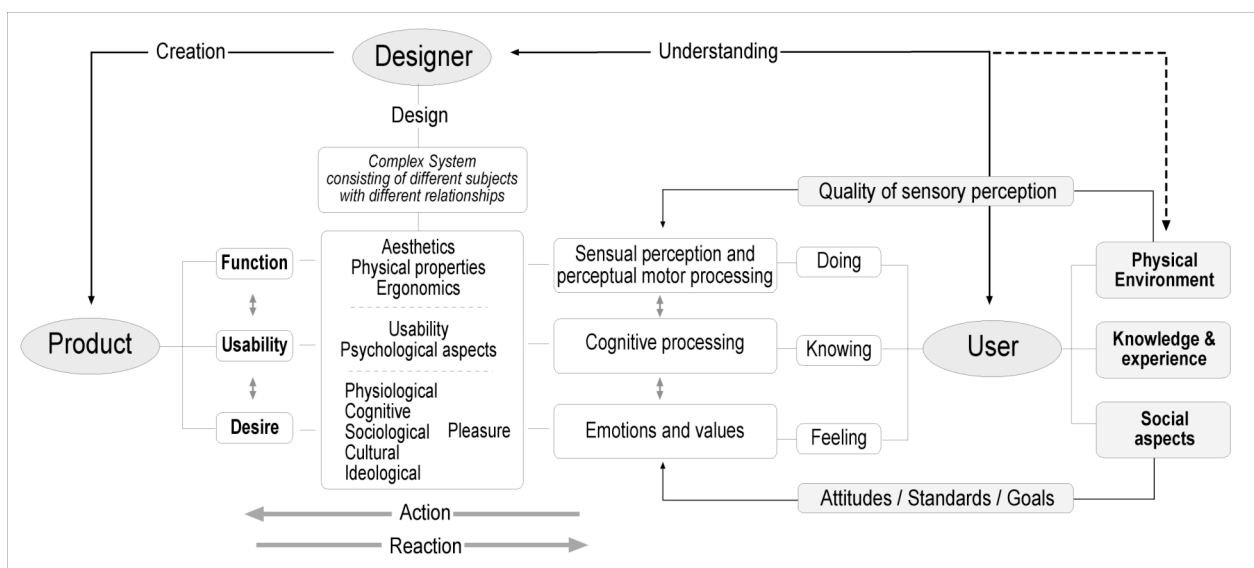 Creation
Designer
Understanding
Design
Complex System
consisting of different subjects
with different relationships
Quality of sensory perception
Function
Aesthetics
Physical properties
Ergonomics
Sensual perception and
perceptual motor processing
Doing
Physical
Environment
Product
Usability
Usability
Psychological aspects
Cognitive processing
Knowing
User
Knowledge &
experience
Desire
Physiological
Cognitive
Sociological
Cultural
Ideological
Pleasure
Emotions and values
Feeling
Social
aspects
Attitudes / Standards / Goals
Action
Reaction